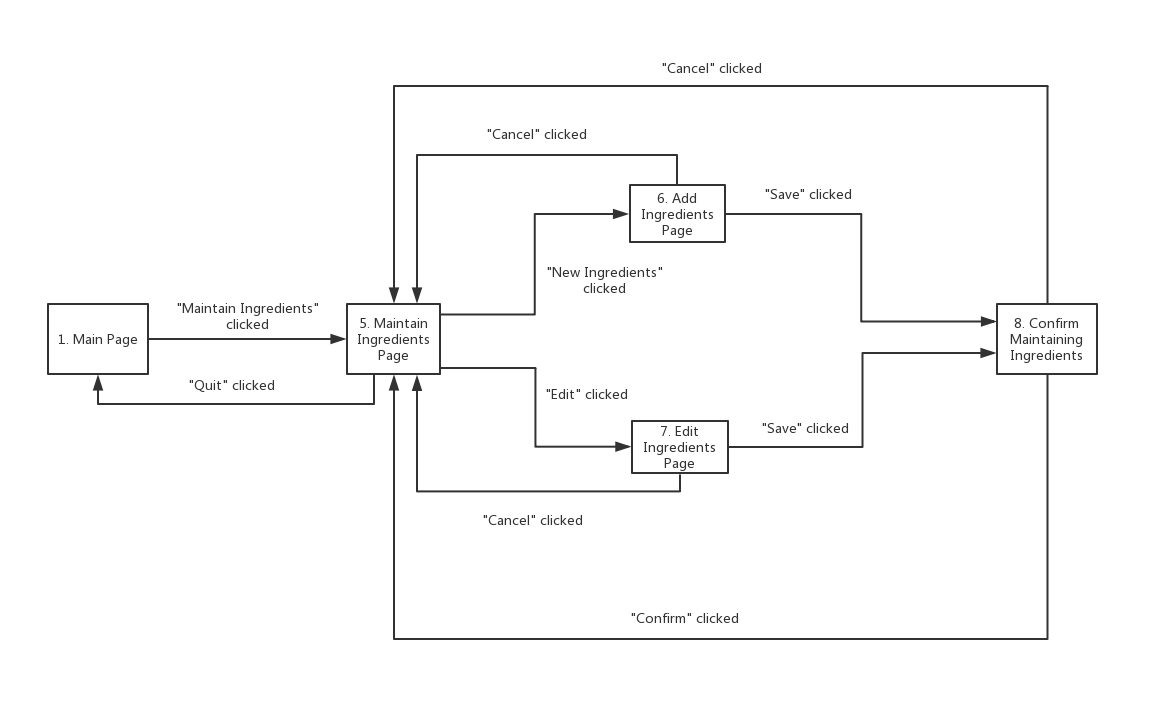 "Cancel" clicked
"Cancel" clicked
6. Add
Ingredients
Page
"Save" clicked
"New Ingredients"
clicked
"Maintain Ingredients"
clicked
1. Main Page
5. Maintain
Ingredients
Page
8. Confirm
Maintaining
Ingredients
"Quit" clicked
"Edit" clicked
7. Edit
Ingredients
Page
"Save" clicked
"Cancel" clicked
"Confirm" clicked